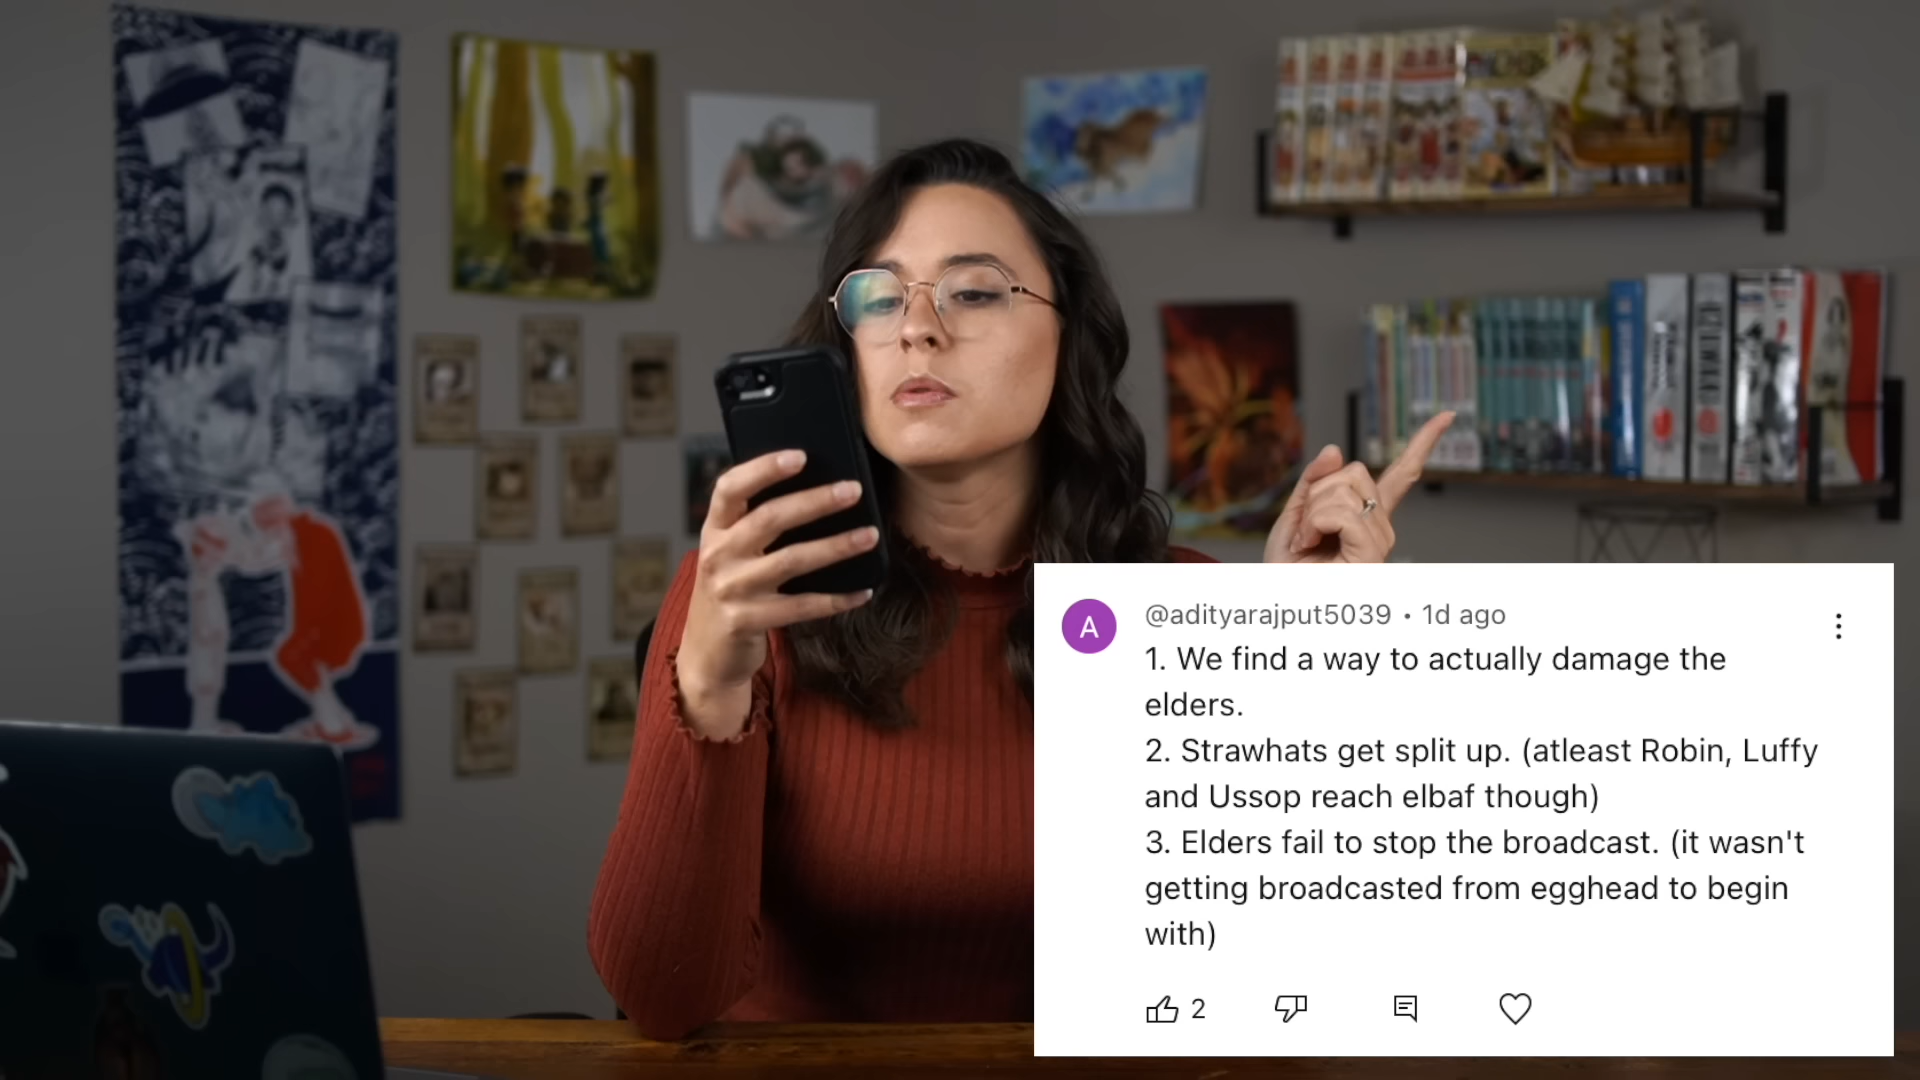 @adityarajput5039 • 1d ago
A
1. We find a way to actually damage the
elders.
2. Strawhats get split up. (atleast Robin, Luffy
and Ussop reach elbaf though)
3. Elders fail to stop the broadcast. (it wasn't
getting broadcasted from egghead to begin
with)
2